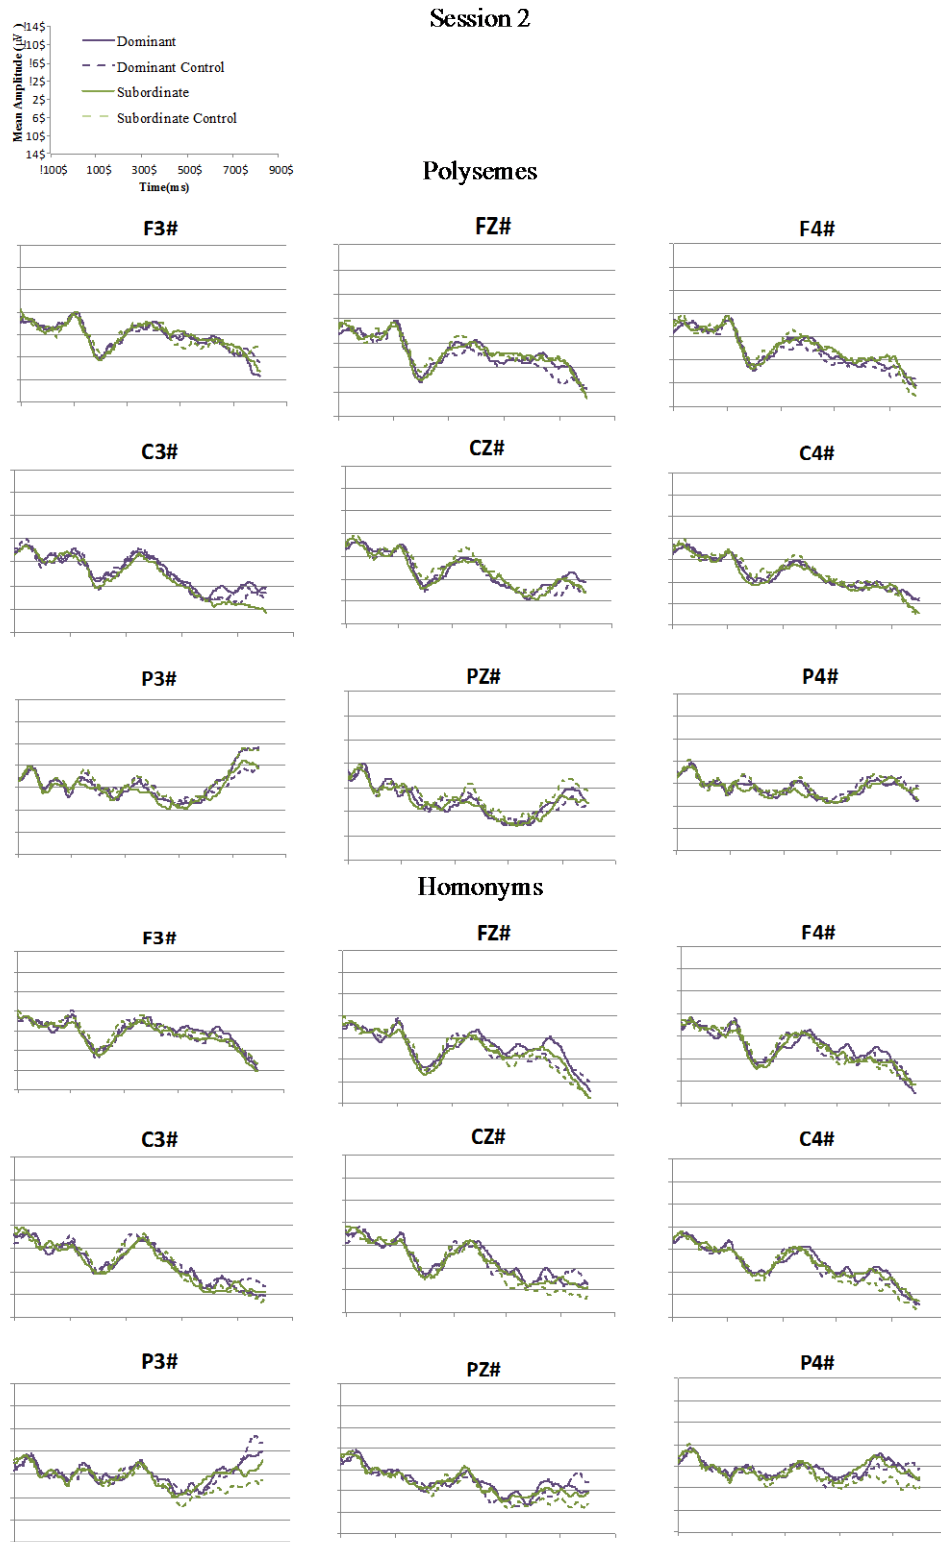 Session 2
!14$
!10$
!6$
!2$
2$
6$
10$
14$
Mean Amplitude (µV)
Dominant
Dominant Control
Subordinate
Subordinate Control
!100$ 100$ 300$ 500$ 700$ 900$
Time(ms)
Polysemes
F3# FZ# F4#
C3# CZ# C4#
P3# PZ# P4#
Homonyms
F3# FZ# F4#
C3# CZ# C4#
P3# PZ# P4#